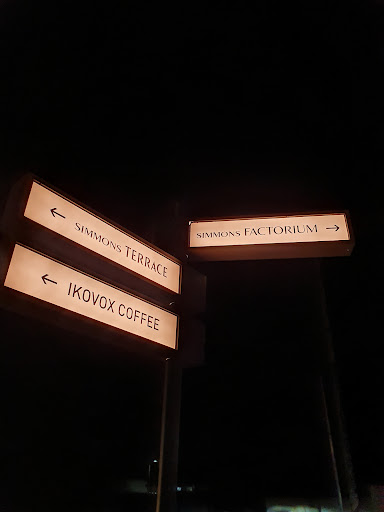 ← SIMMONS TERRACE
← IKOVOX COFFEE
SIMMONS FACTORIUM →